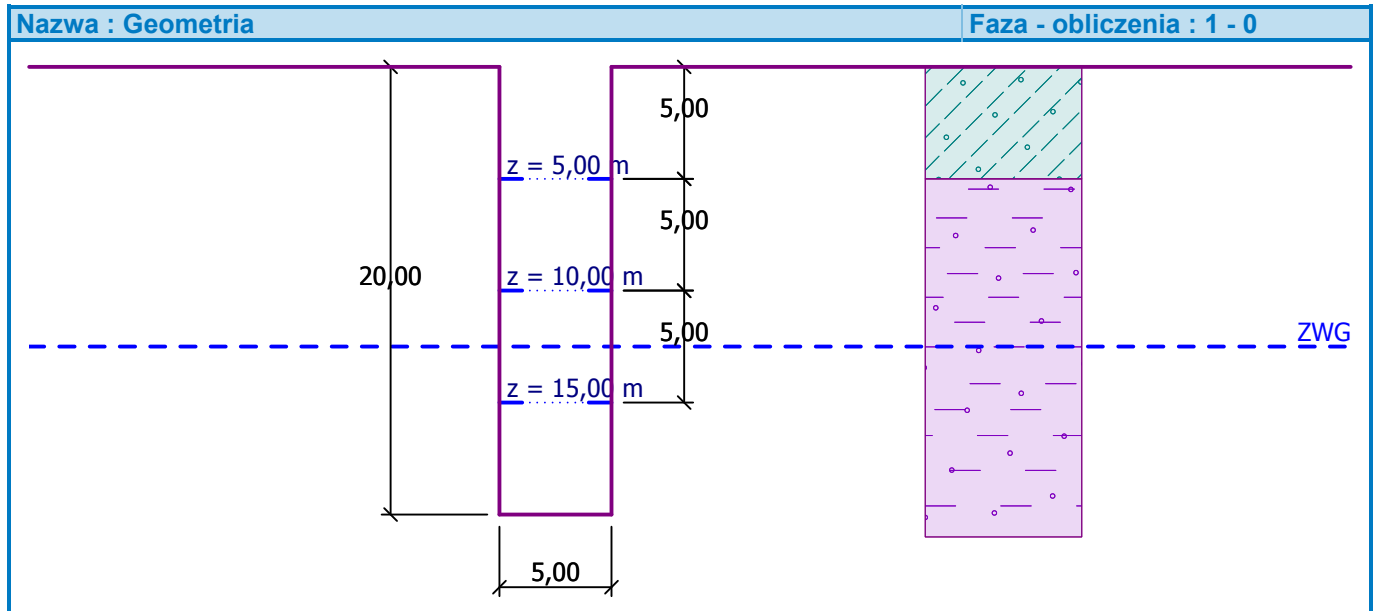 Nazwa : Geometria
Faza - obliczenia : 1 - 0
5,00
z = 5,00 m
5,00
20,00
z = 10,00 m
5,00
ZWG
z = 15,00 m
5,00